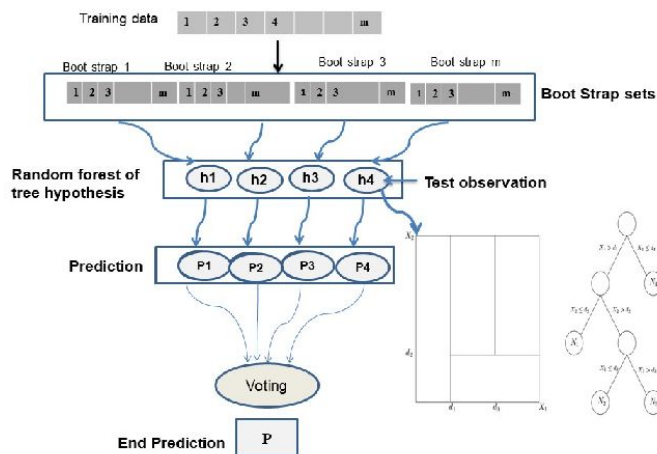 Training data
1 2 3 4 m
Boot strap 1 Boot strap 2 Boot strap 3 Boot strap m
1 2 3 m 1 2 3 m 1 2 3 m 1 2 3 m
Boot Strap sets
Random forest of
tree hypothesis
h1 h2 h3 h4
Test observation
Prediction
P1 P2 P3 P4
Voting
End Prediction
P